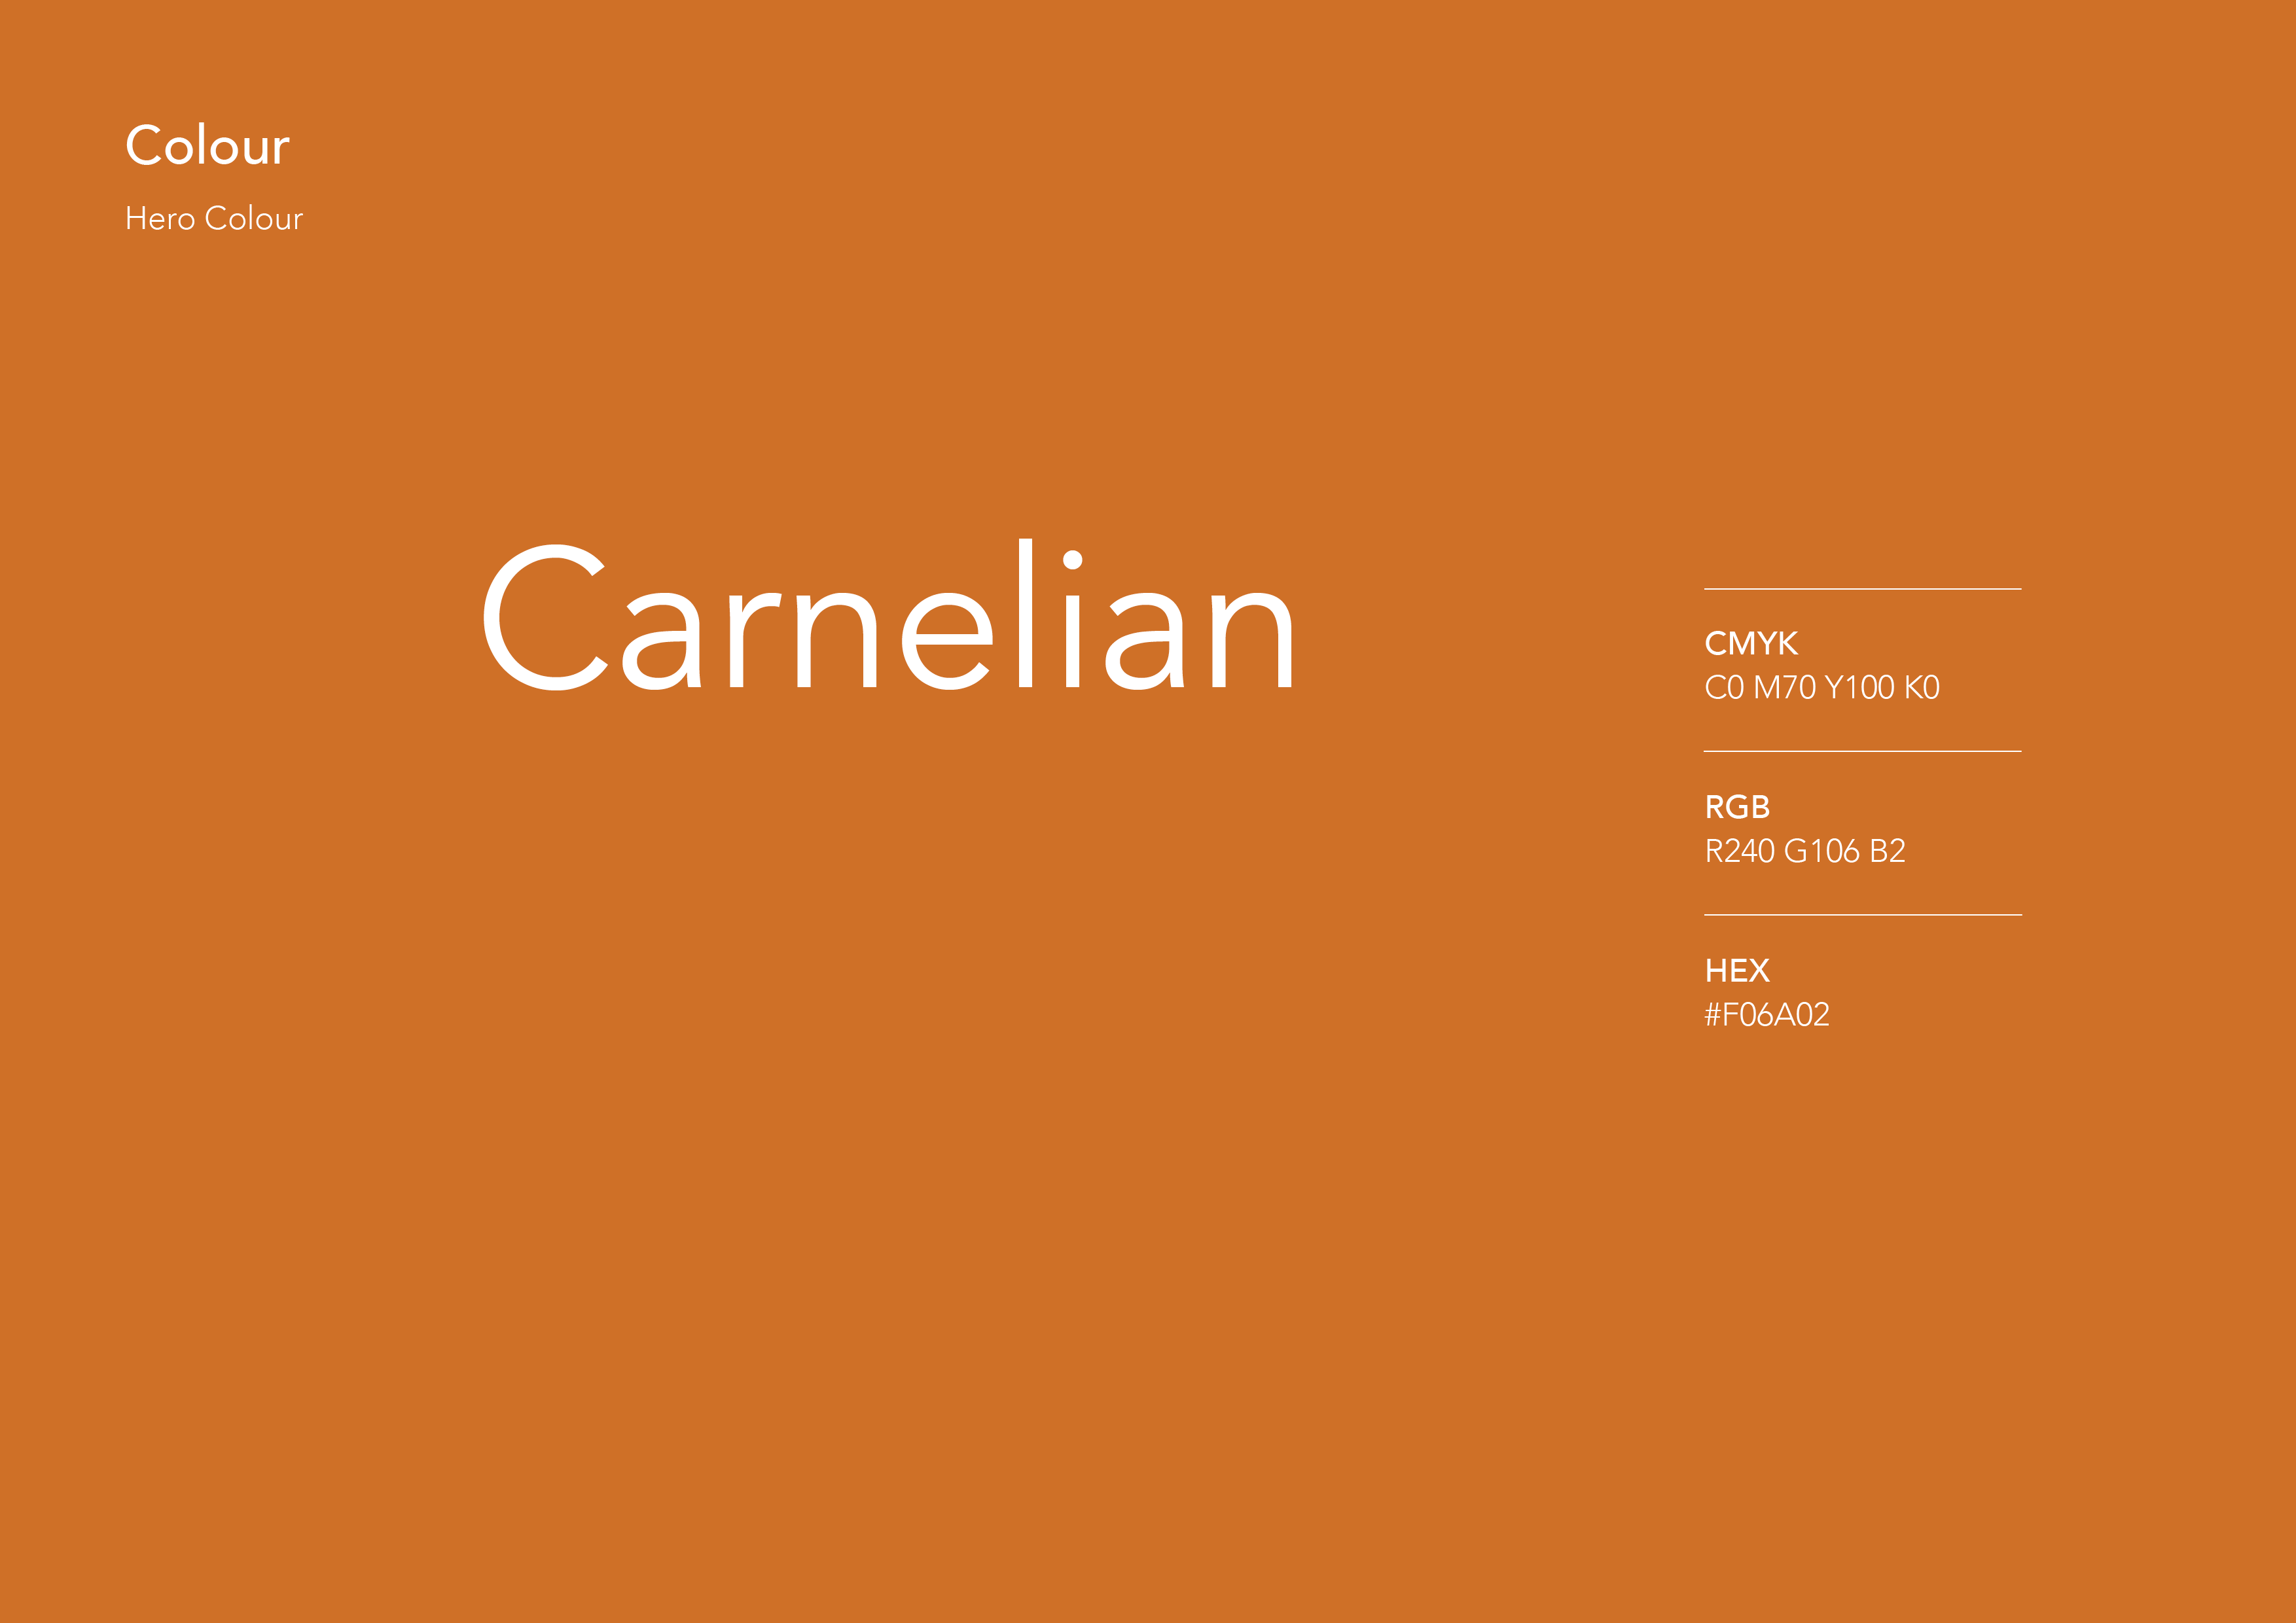 Colour
Hero Colour
Carnelian
CMYK
C0 M70 Y100 K0
RGB
R240 G106 B2
HEX
#F06A02